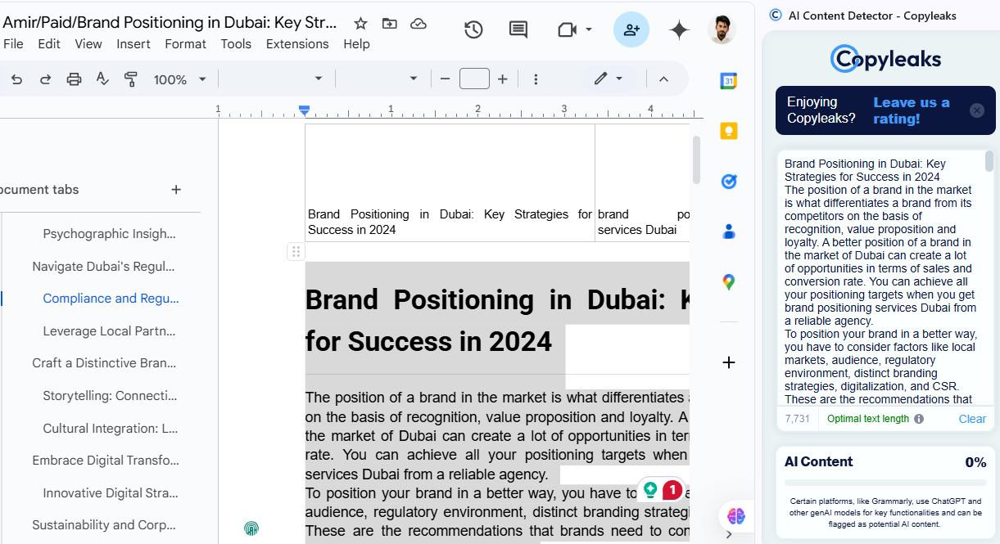 Amir/Paid/Brand Positioning in Dubai: Key Str...
File Edit View Insert Format Tools Extensions Help
100%
1 1 2 3 4
ocument tabs
Psychographic Insigh...
Navigate Dubai's Regul...
Compliance and Regu...
Leverage Local Partn...
Craft a Distinctive Bran...
Storytelling: Connecti...
Cultural Integration: L...
Embrace Digital Transfo...
Innovative Digital Stra...
Sustainability and Corp...
Brand Positioning in Dubai: Key Strategies for
Success in 2024
brand po
services Dubai
Brand Positioning in Dubai: K
for Success in 2024
The position of a brand in the market is what differentiates a
on the basis of recognition, value proposition and loyalty. A
the market of Dubai can create a lot of opportunities in ter
rate. You can achieve all your positioning targets when
services Dubai from a reliable agency.
To position your brand in a better way, you have to
audience, regulatory environment, distinct branding strategi
These are the recommendations that brands need to con
1
31
AI Content Detector - Copyleaks
Copyleaks
Enjoying
Copyleaks?
Leave us a
rating!
Brand Positioning in Dubai: Key
Strategies for Success in 2024
The position of a brand in the market
is what differentiates a brand from its
competitors on the basis of
recognition, value proposition and
loyalty. A better position of a brand in
the market of Dubai can create a lot
of opportunities in terms of sales and
conversion rate. You can achieve all
your positioning targets when you get
brand positioning services Dubai from
a reliable agency.
To position your brand in a better way,
you have to consider factors like local
markets, audience, regulatory
environment, distinct branding
strategies, digitalization, and CSR.
These are the recommendations that
7,731 Optimal text length Clear
AI Content 0%
Certain platforms, like Grammarly, use ChatGPT and
other genAI models for key functionalities and can be
flagged as potential AI content.